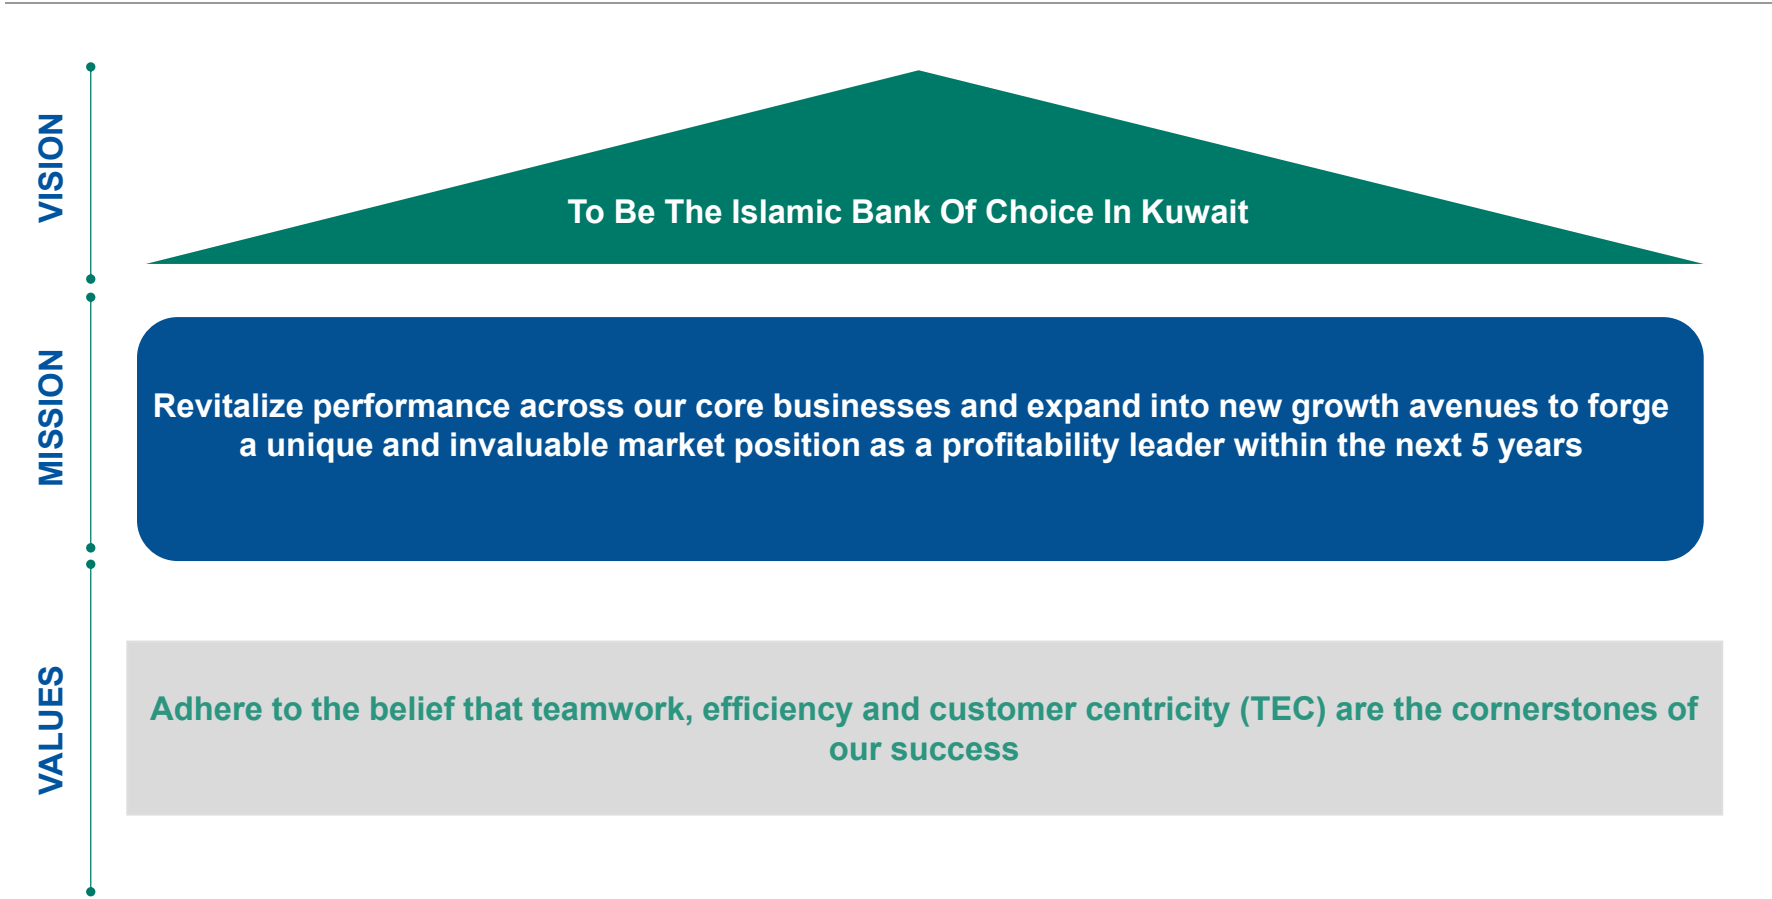 VISION
To Be The Islamic Bank Of Choice In Kuwait
MISSION
Revitalize performance across our core businesses and expand into new growth avenues to forge
a unique and invaluable market position as a profitability leader within the next 5 years
VALUES
Adhere to the belief that teamwork, efficiency and customer centricity (TEC) are the cornerstones of
our success